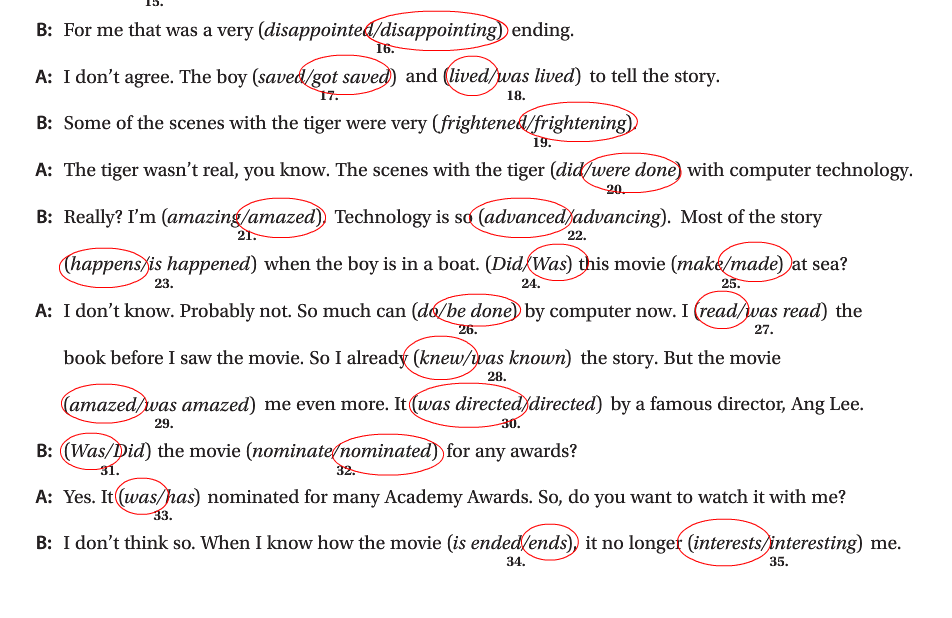 15.
B: For me that was a very (disappointed/disappointing) ending.
16.
A: I don't agree. The boy (saved/got saved) and (lived/was lived) to tell the story.
17. 18.
B: Some of the scenes with the tiger were very (frightened/frightening).
19.
A: The tiger wasn't real, you know. The scenes with the tiger (did/were done) with computer technology.
20.
B: Really? I'm (amazing/amazed). Technology is so (advanced/advancing). Most of the story
21. 22.
(happens/is happened) when the boy is in a boat. (Did/Was) this movie (make/made) at sea?
23. 24. 25.
A: I don't know. Probably not. So much can (do/be done) by computer now. I (read/was read) the
26. 27.
book before I saw the movie. So I already (knew/was known) the story. But the movie
28.
(amazed/was amazed) me even more. It (was directed/directed) by a famous director, Ang Lee.
29. 30.
B: (Was/Did) the movie (nominate/nominated) for any awards?
31. 32.
A: Yes. It (was/has) nominated for many Academy Awards. So, do you want to watch it with me?
33.
B: I don't think so. When I know how the movie (is ended/ends), it no longer (interests/interesting) me.
34. 35.